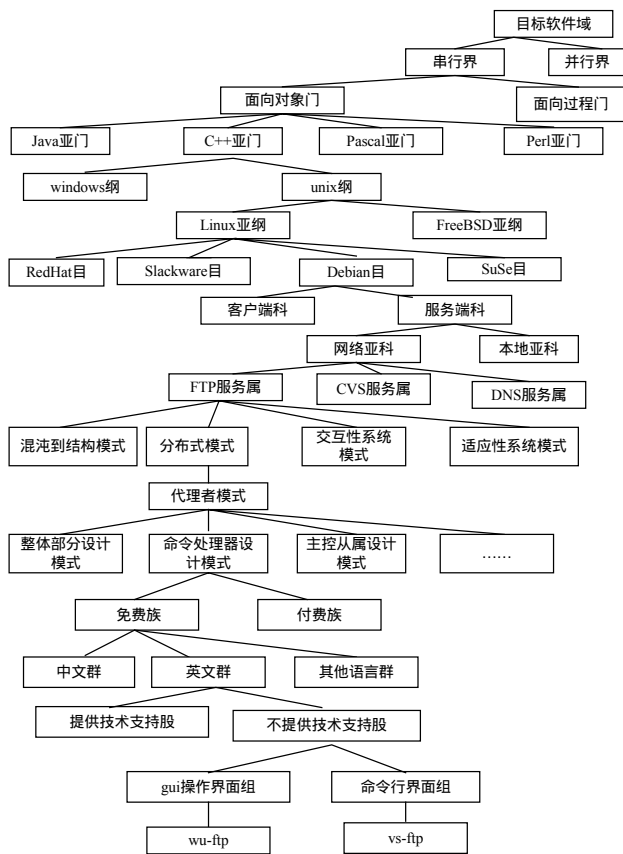 目标软件域
串行界
并行界
面向对象门
面向过程门
Java亚门
C++亚门
Pascal亚门
Perl亚门
windows纲
unix纲
Linux亚纲
FreeBSD亚纲
RedHat目
Slackware目
Debian目
SuSe目
客户端科
服务端科
网络亚科
本地亚科
FTP服务属
CVS服务属
DNS服务属
混沌到结构模式
分布式模式
交互性系统
模式
适应性系统模式
代理者模式
整体部分设计
模式
命令处理器设
计模式
主控从属设计
模式
……
免费族
付费族
中文群
英文群
其他语言群
提供技术支持股
不提供技术支持股
gui操作界面组
命令行界面组
wu-ftp
vs-ftp